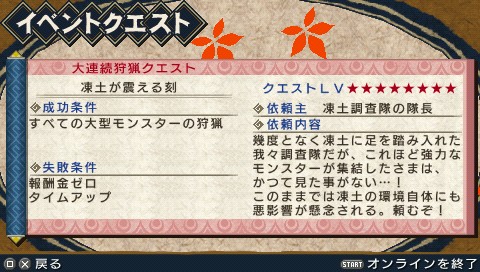 イベントクエスト
大連続狩猟クエスト
凍土が震える刻
成功条件
すべての大型モンスターの狩猟
失敗条件
報酬金ゼロ
タイムアップ
クエストLV★★★★★★★★
依頼主 凍土調査隊の隊長
依頼内容
幾度となく凍土に足を踏み入れた
我々調査隊だが、これほど強力な
モンスターが集結したさまは、
かつて見た事がない…！
このままでは凍土の環境自体にも
悪影響が懸念される。頼むぞ！
戻る
START オンラインを終了